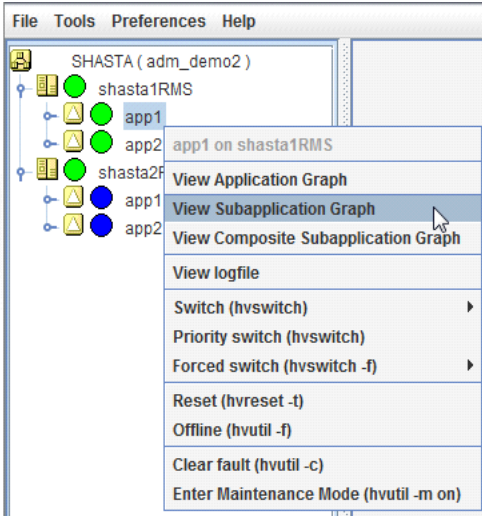 File Tools Preferences Help
SHASTA ( adm_demo2 )
shasta1RMS
app1
app2
app1 on shasta1RMS
shasta2
app1
app2
View Application Graph
View Subapplication Graph
View Composite Subapplication Graph
View logfile
Switch (hvswitch)
Priority switch (hvswitch)
Forced switch (hvswitch -f)
Reset (hvreset -t)
Offline (hvutil -f)
Clear fault (hvutil -c)
Enter Maintenance Mode (hvutil -m on)